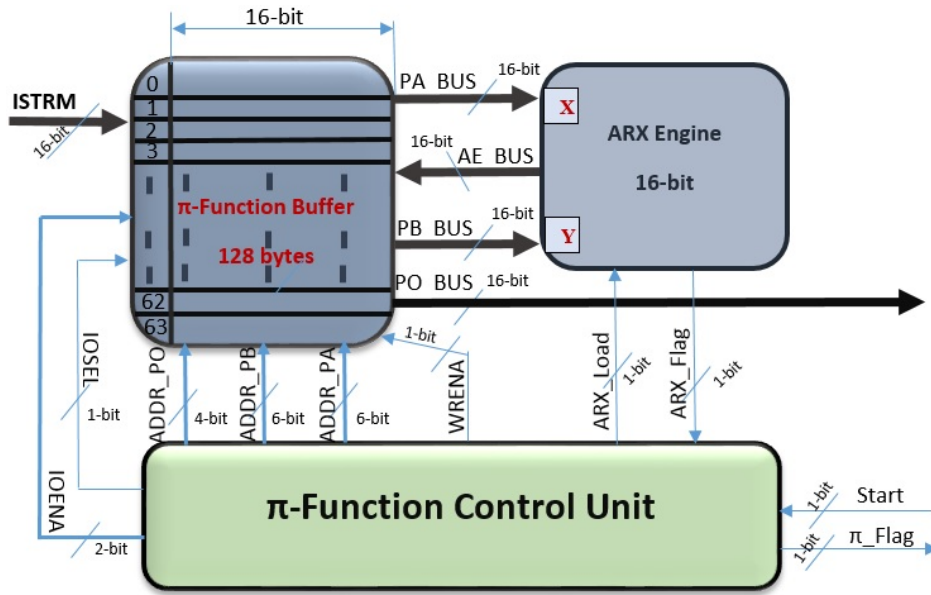 16-bit
ISTRM
16-bit
0
1
2
3
62
63
π-Function Buffer
128 bytes
PA BUS
16-bit
16-bit
AE BUS
PB BUS
16-bit
PO BUS
16-bit
X
Y
ARX Engine
16-bit
IOSEL
1-bit
IOENA
2-bit
ADDR_PO
4-bit
ADDR_PB
6-bit
ADDR_PA
6-bit
1-bit
WRENA
ARX_Load
1-bit
ARX_Flag
1-bit
π-Function Control Unit
1-bit
Start
1-bit
π_Flag